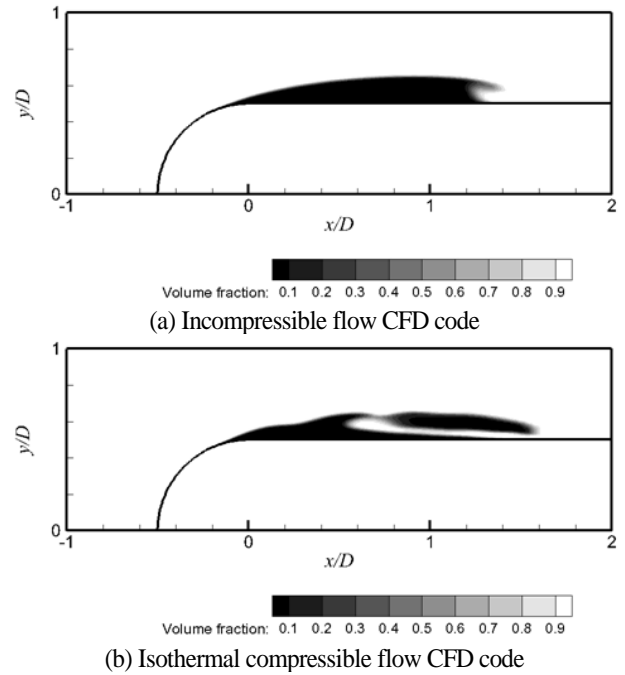 1
y/D
0
-1 0 1 2
x/D
Volume fraction: 0.1 0.2 0.3 0.4 0.5 0.6 0.7 0.8 0.9
(a) Incompressible flow CFD code
1
y/D
0
-1 0 1 2
x/D
Volume fraction: 0.1 0.2 0.3 0.4 0.5 0.6 0.7 0.8 0.9
(b) Isothermal compressible flow CFD code